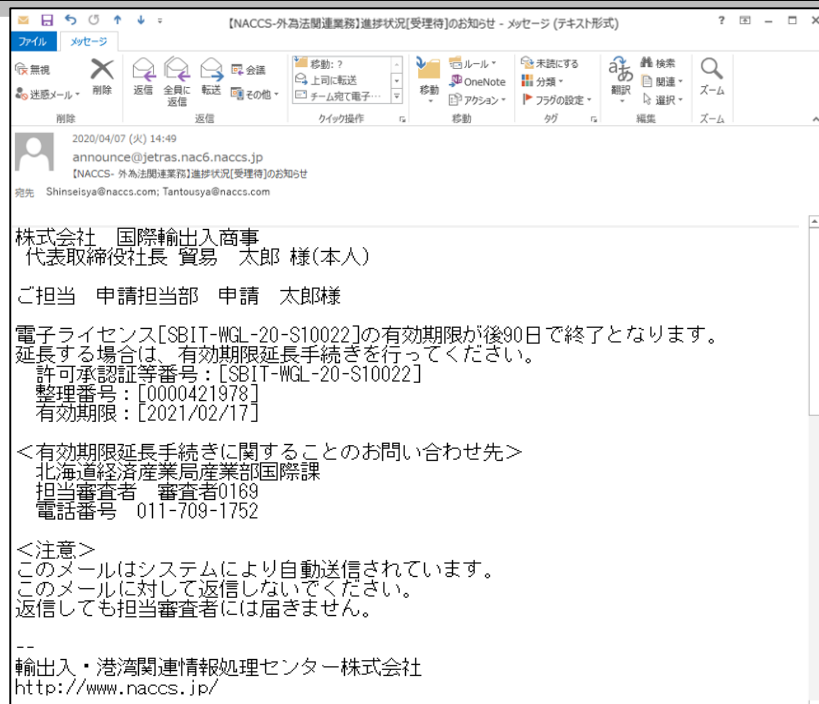 【NACCS-外為法関連業務】進捗状況[受理待]のお知らせ - メッセージ (テキスト形式)
ファイル メッセージ
無視
迷惑メール
削除
返信
全員に
返信
転送
会議
その他
移動: ?
上司に転送
チーム宛て電子…
移動
ルール
OneNote
アクション
未読にする
分類
フラグの設定
翻訳
検索
関連
選択
ズーム
削除 返信 クイック操作 移動 タグ 編集 ズーム
2020/04/07 (火) 14:49
announce@jetras.nac6.naccs.jp
【NACCS- 外為法関連業務】進捗状況[受理待]のお知らせ
宛先 Shinseisya@naccs.com; Tantousya@naccs.com
株式会社 国際輸出入商事
代表取締役社長 貿易 太郎 様(本人)
ご担当 申請担当部 申請 太郎様
電子ライセンス[SBIT-WGL-20-S10022]の有効期限が後90日で終了となります。
延長する場合は、有効期限延長手続きを行ってください。
許可承認証等番号：[SBIT-WGL-20-S10022]
整理番号：[0000421978]
有効期限：[2021/02/17]
＜有効期限延長手続きに関することのお問い合わせ先＞
北海道経済産業局産業部国際課
担当審査者 審査者0169
電話番号 011-709-1752
＜注意＞
このメールはシステムにより自動送信されています。
このメールに対して返信しないでください。
返信しても担当審査者には届きません。
--
輸出入・港湾関連情報処理センター株式会社
http://www.naccs.jp/